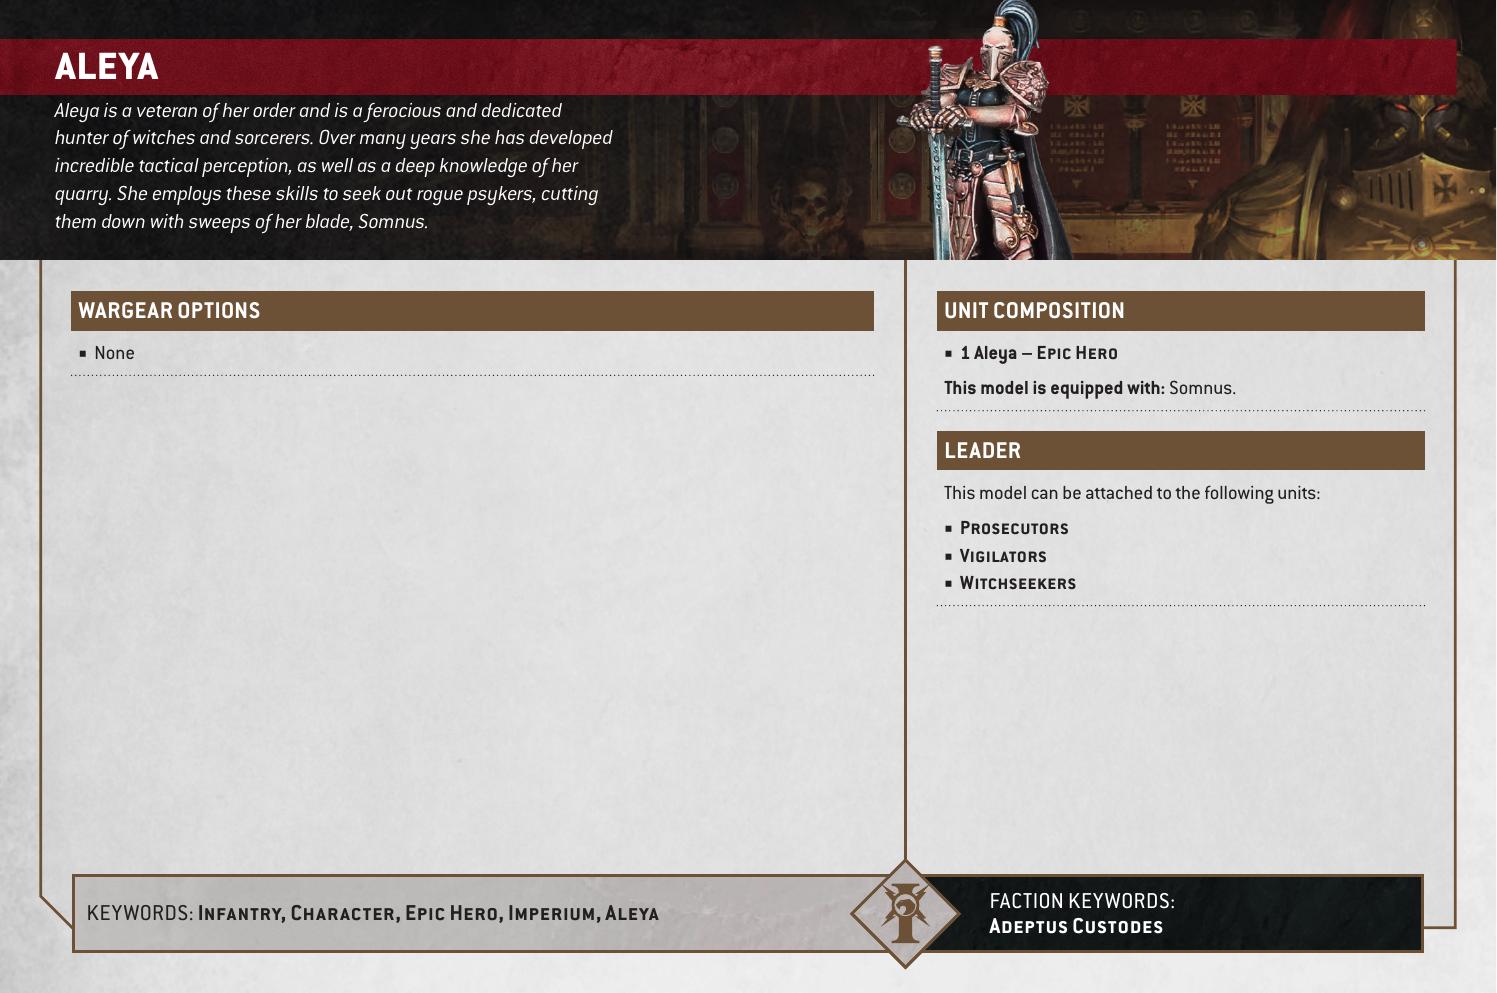 ALEYA
Aleya is a veteran of her order and is a ferocious and dedicated
hunter of witches and sorcerers. Over many years she has developed
incredible tactical perception, as well as a deep knowledge of her
quarry. She employs these skills to seek out rogue psykers, cutting
them down with sweeps of her blade, Somnus.
WARGEAR OPTIONS
▪ None
UNIT COMPOSITION
▪ 1 Aleya – Epic Hero
This model is equipped with: Somnus.
LEADER
This model can be attached to the following units:
▪ Prosecutors
▪ Vigilators
▪ Witchseekers
KEYWORDS: Infantry, Character, Epic Hero, Imperium, Aleya
FACTION KEYWORDS:
Adeptus Custodes
SOMNUS